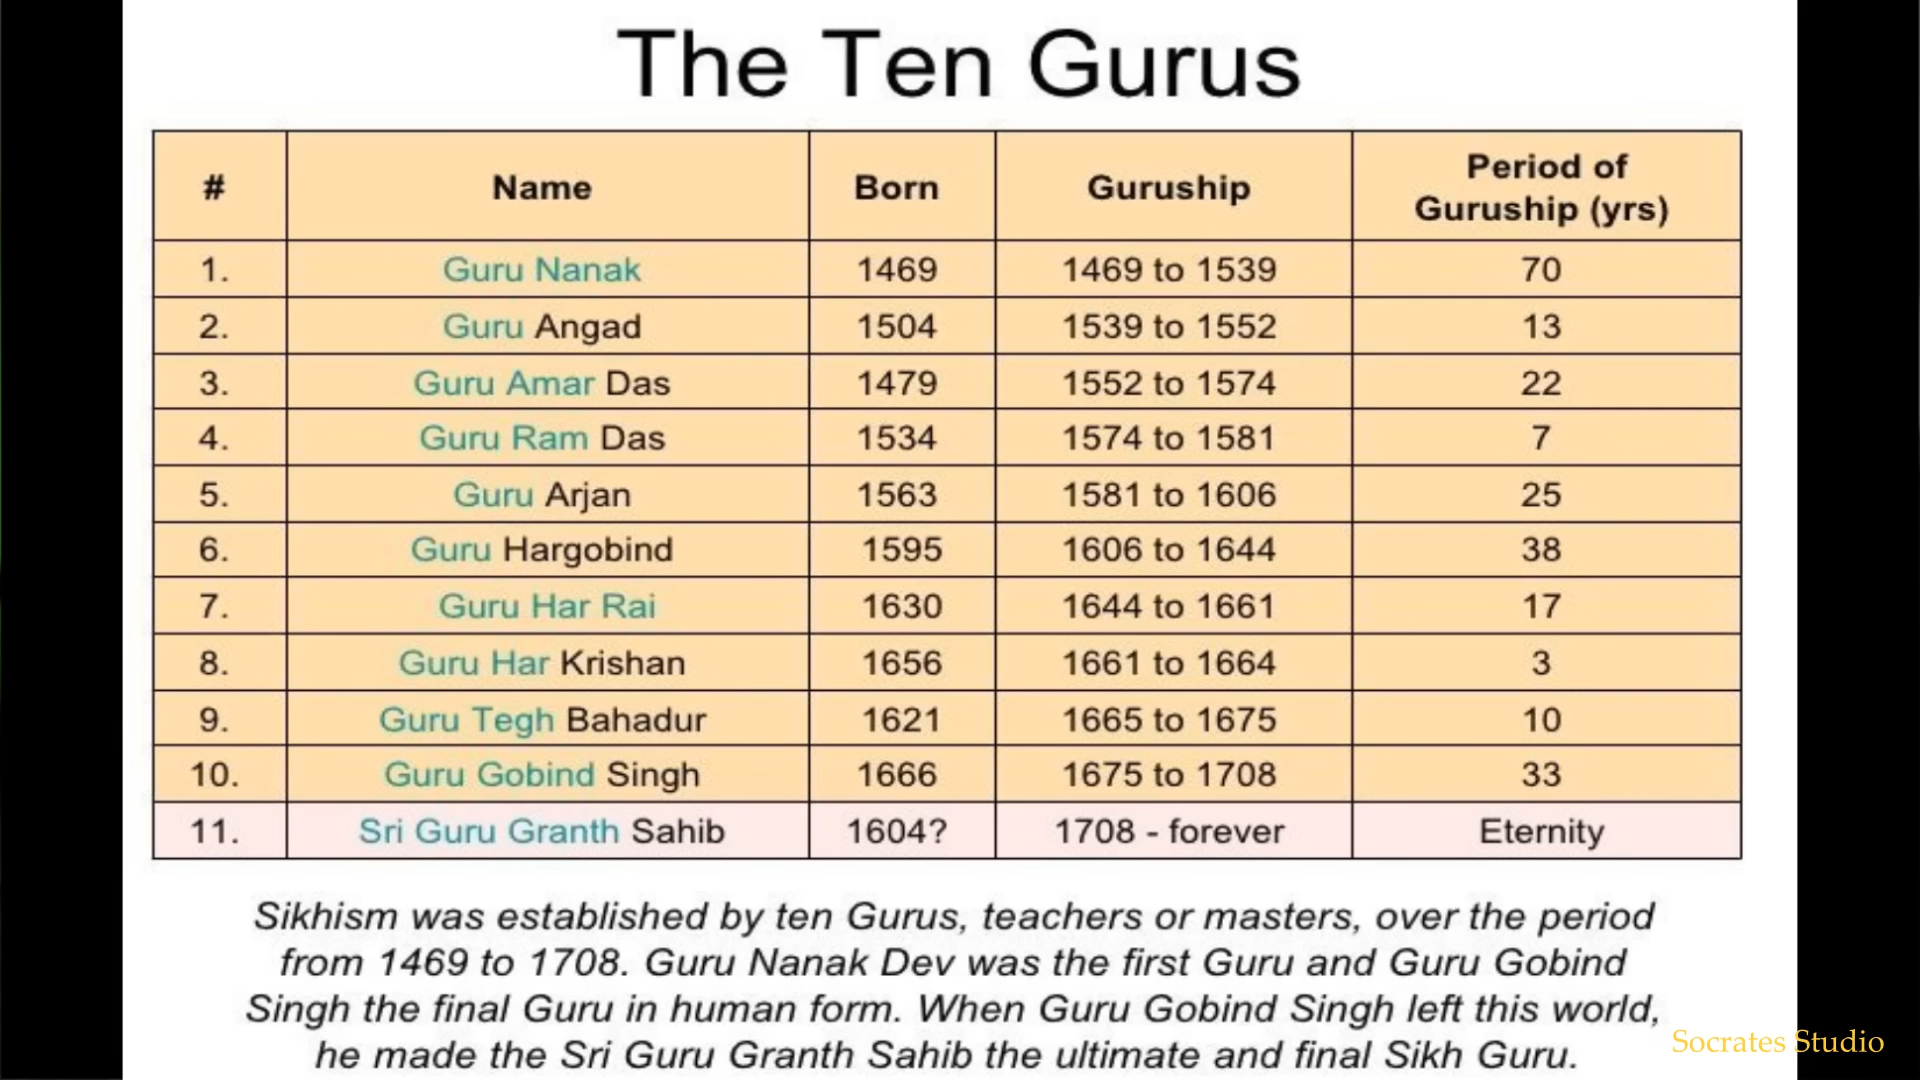 The Ten Gurus
# Name Born Guruship Period of Guruship (yrs)
1. Guru Nanak 1469 1469 to 1539 70
2. Guru Angad 1504 1539 to 1552 13
3. Guru Amar Das 1479 1552 to 1574 22
4. Guru Ram Das 1534 1574 to 1581 7
5. Guru Arjan 1563 1581 to 1606 25
6. Guru Hargobind 1595 1606 to 1644 38
7. Guru Har Rai 1630 1644 to 1661 17
8. Guru Har Krishan 1656 1661 to 1664 3
9. Guru Tegh Bahadur 1621 1665 to 1675 10
10. Guru Gobind Singh 1666 1675 to 1708 33
11. Sri Guru Granth Sahib 1604? 1708 - forever Eternity
Sikhism was established by ten Gurus, teachers or masters, over the period
from 1469 to 1708. Guru Nanak Dev was the first Guru and Guru Gobind
Singh the final Guru in human form. When Guru Gobind Singh left this world,
he made the Sri Guru Granth Sahib the ultimate and final Sikh Guru.
Socrates Studio